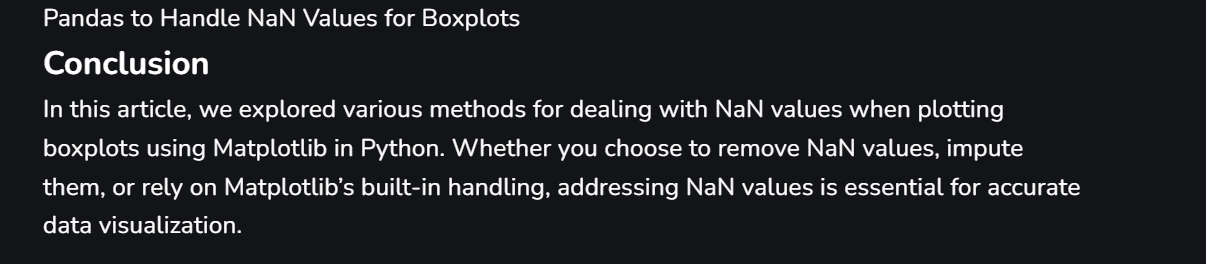 Pandas to Handle NaN Values for Boxplots
Conclusion
In this article, we explored various methods for dealing with NaN values when plotting
boxplots using Matplotlib in Python. Whether you choose to remove NaN values, impute
them, or rely on Matplotlib’s built-in handling, addressing NaN values is essential for accurate
data visualization.